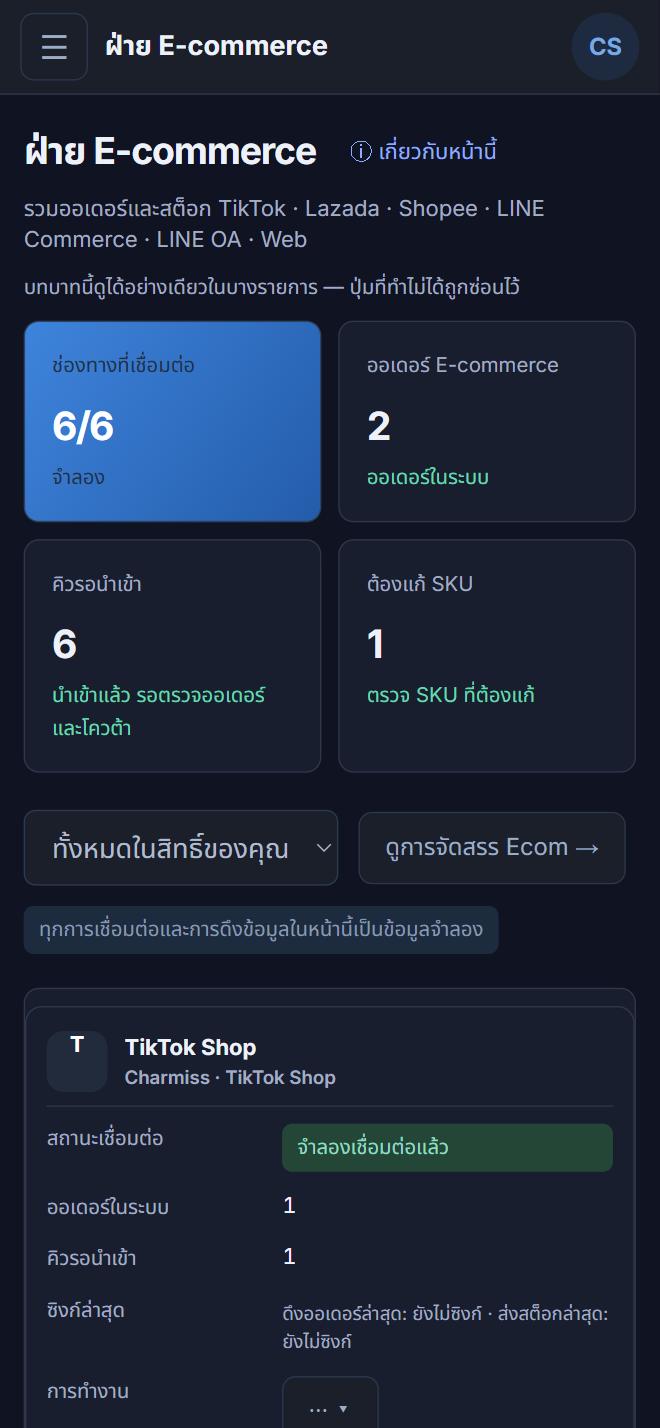 ☰ ฝ่าย E-commerce CS
ฝ่าย E-commerce ⓘ เกี่ยวกับหน้านี้
รวมออเดอร์และสต็อก TikTok · Lazada · Shopee · LINE
Commerce · LINE OA · Web
บทบาทนี้ดูได้อย่างเดียวในบางรายการ — ปุ่มที่ทำไม่ได้ถูกซ่อนไว้
ช่องทางที่เชื่อมต่อ
6/6
จำลอง
ออเดอร์ E-commerce
2
ออเดอร์ในระบบ
คิวรอนำเข้า
6
นำเข้าแล้ว รอตรวจออเดอร์
และโควต้า
ต้องแก้ SKU
1
ตรวจ SKU ที่ต้องแก้
ทั้งหมดในสิทธิ์ของคุณ
ดูการจัดสรร Ecom →
ทุกการเชื่อมต่อและการดึงข้อมูลในหน้านี้เป็นข้อมูลจำลอง
T
TikTok Shop
Charmiss · TikTok Shop
สถานะเชื่อมต่อ จำลองเชื่อมต่อแล้ว
ออเดอร์ในระบบ 1
คิวรอนำเข้า 1
ซิงก์ล่าสุด ดึงออเดอร์ล่าสุด: ยังไม่ซิงก์ · ส่งสต็อกล่าสุด:
ยังไม่ซิงก์
การทำงาน ... ▾